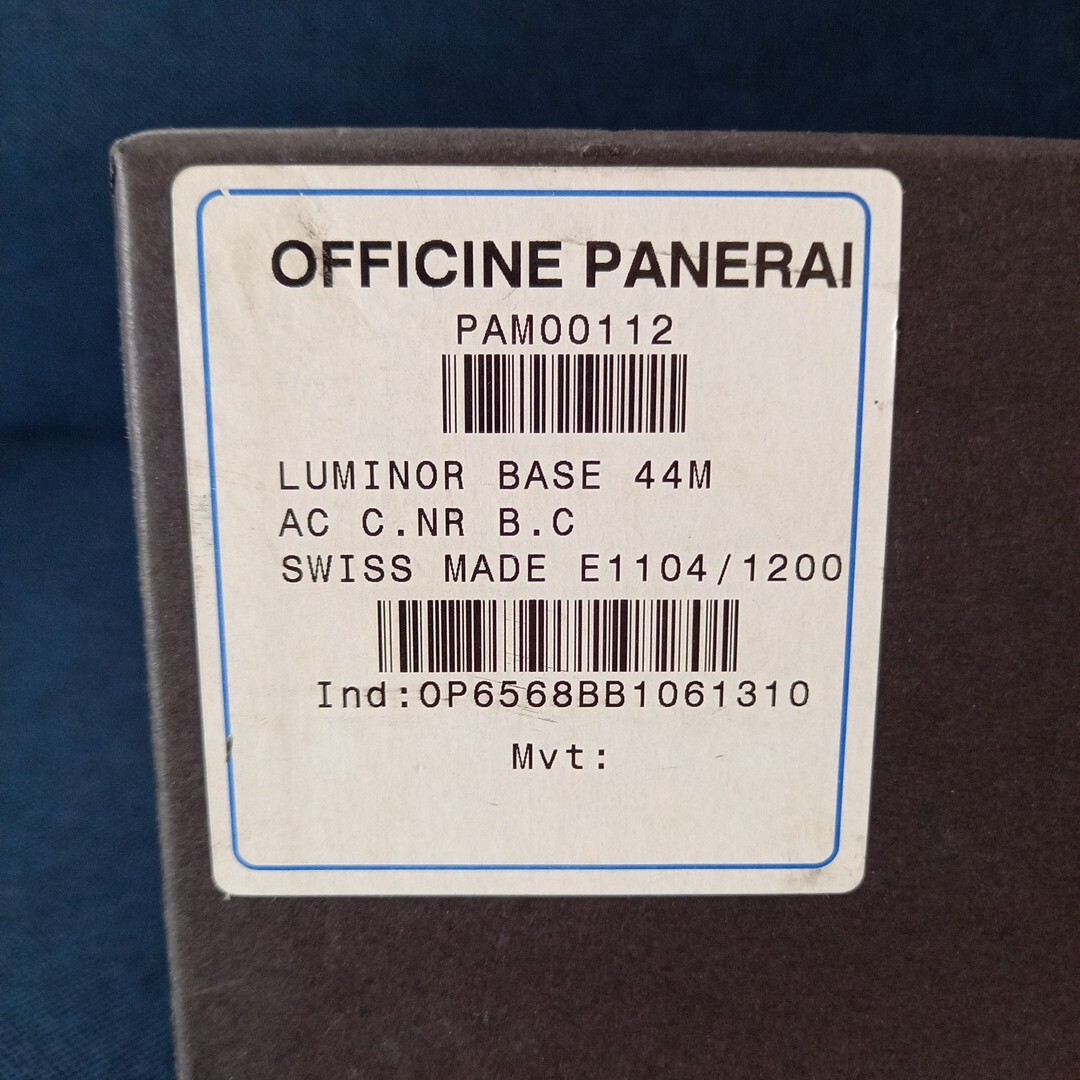 OFFICINE PANERAI
PAM00112
LUMINOR BASE 44M
AC C.NR B.C
SWISS MADE E1104/1200
Ind:OP6568BB1061310
Mvt: